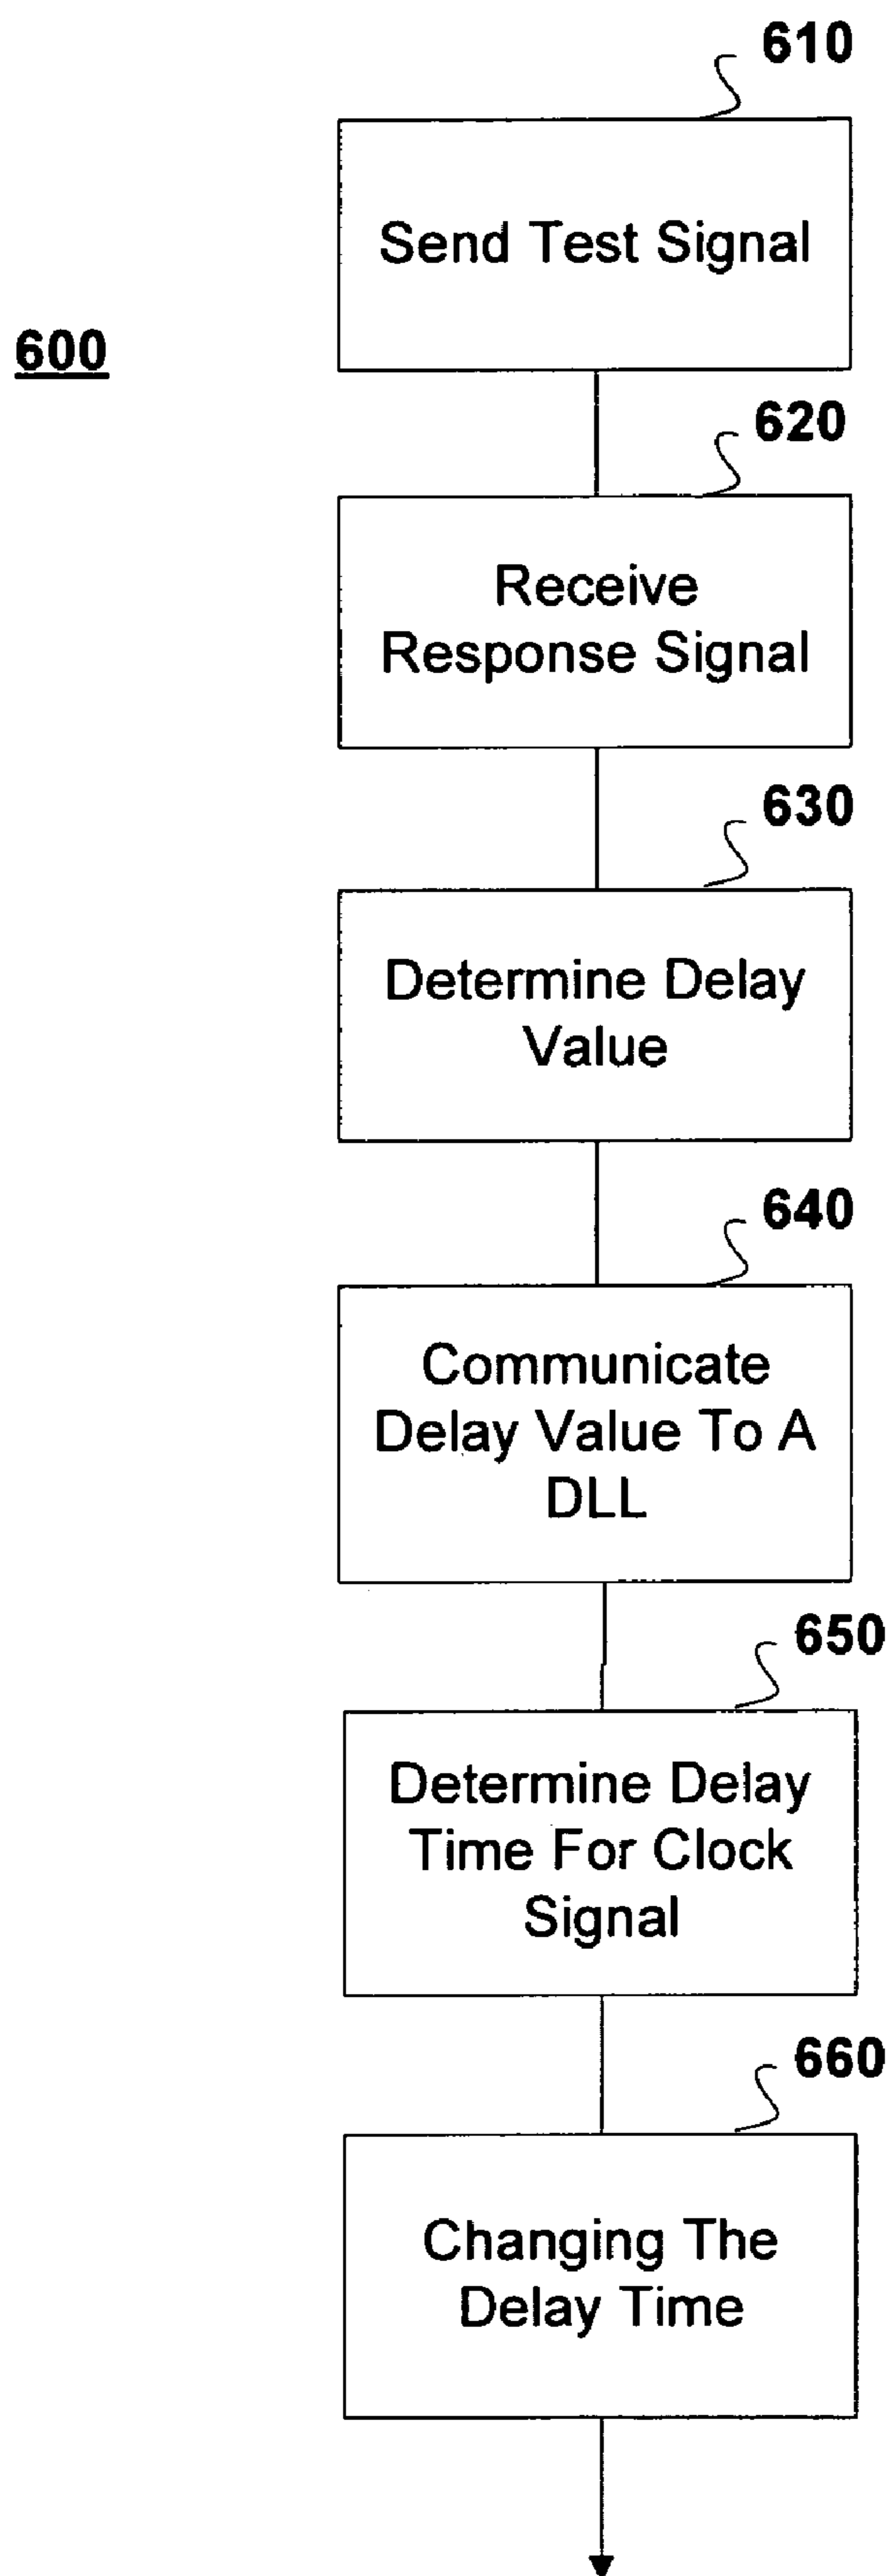 610
Send Test Signal
600
620
Receive
Response Signal
630
Determine Delay
Value
640
Communicate
Delay Value To A
DLL
650
Determine Delay
Time For Clock
Signal
660
Changing The
Delay Time